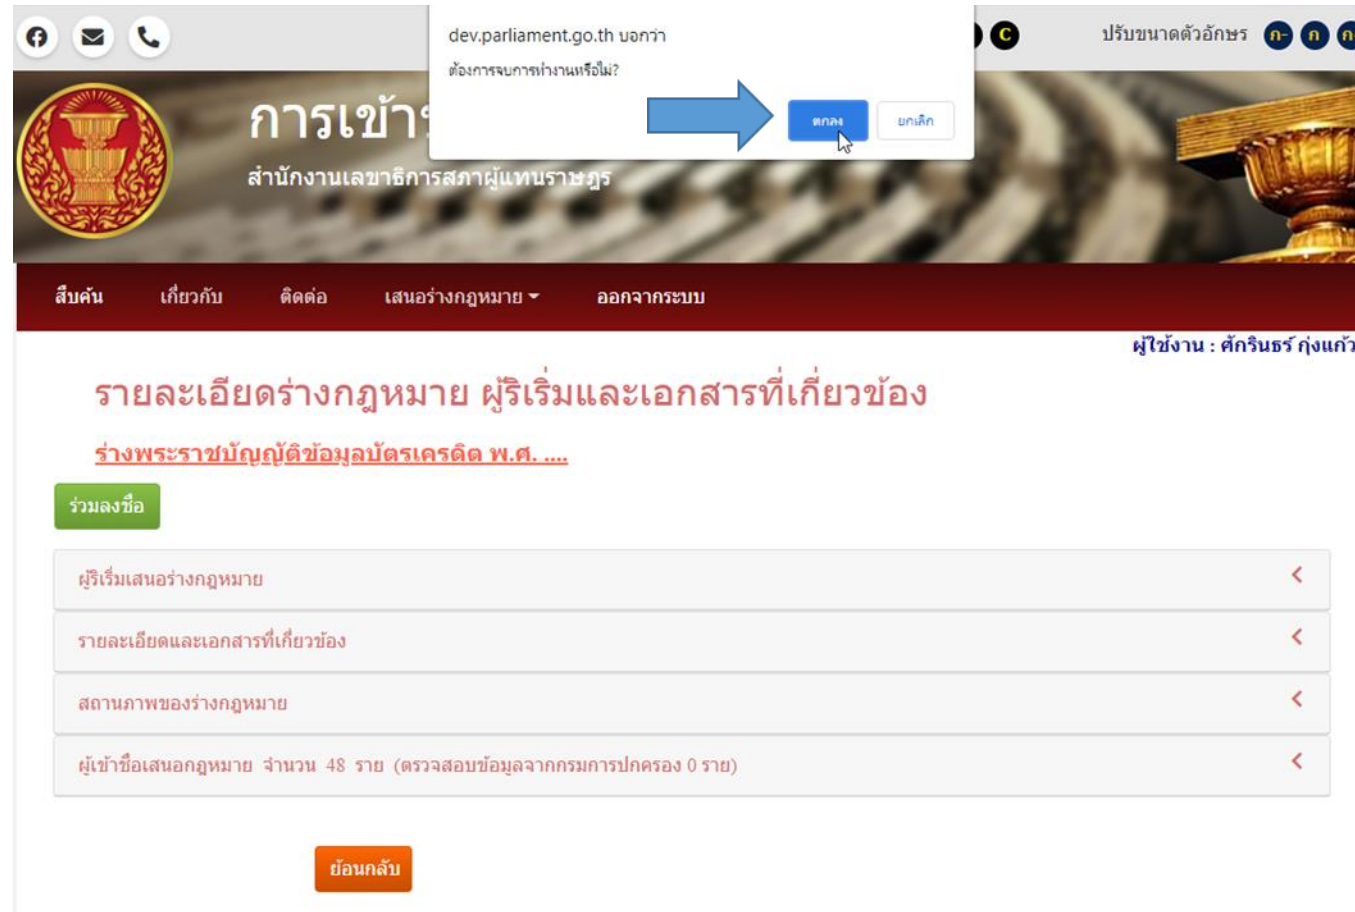 dev.parliament.go.th บอกว่า
ต้องการจบการทำงานหรือไม่?
ตกลง
ยกเลิก
C
ปรับขนาดตัวอักษร ก- ก
การเข้า
สำนักงานเลขาธิการสภาผู้แทนราษฎร
สืบค้น เกี่ยวกับ ติดต่อ เสนอร่างกฎหมาย ออกจากระบบ
ผู้ใช้งาน : ศักรินธร์ กุ่งแก้ว
รายละเอียดร่างกฎหมาย ผู้ริเริ่มและเอกสารที่เกี่ยวข้อง
ร่างพระราชบัญญัติข้อมูลบัตรเครดิต พ.ศ. ....
ร่วมลงชื่อ
ผู้ริเริ่มเสนอร่างกฎหมาย
รายละเอียดและเอกสารที่เกี่ยวข้อง
สถานภาพของร่างกฎหมาย
ผู้เข้าชื่อเสนอกฎหมาย จำนวน 48 ราย (ตรวจสอบข้อมูลจากกรมการปกครอง 0 ราย)
ย้อนกลับ